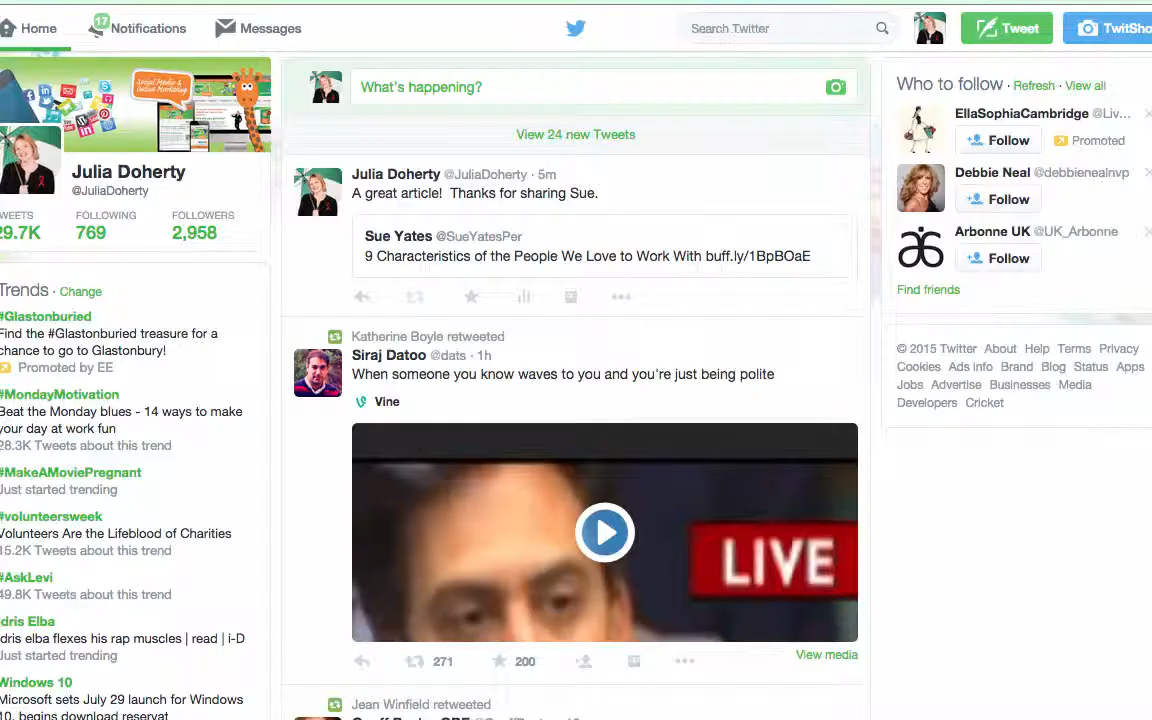 Home
17
Notifications
Messages
Search Twitter
Tweet
TwitSho
Social Media &
Online Marketing
Julia Doherty
@JuliaDoherty
WEETS
FOLLOWING
FOLLOWERS
29.7K
769
2,958
Trends · Change
#Glastonburied
Find the #Glastonburied treasure for a
chance to go to Glastonbury!
Promoted by EE
#MondayMotivation
Beat the Monday blues - 14 ways to make
your day at work fun
28.3K Tweets about this trend
#MakeAMoviePregnant
Just started trending
#volunteersweek
Volunteers Are the Lifeblood of Charities
15.2K Tweets about this trend
#AskLevi
49.8K Tweets about this trend
dris Elba
dris elba flexes his rap muscles | read | i-D
Just started trending
Windows 10
Microsoft sets July 29 launch for Windows
10, begins download reservat
What's happening?
View 24 new Tweets
Julia Doherty @JuliaDoherty · 5m
A great article! Thanks for sharing Sue.
Sue Yates @SueYatesPer
9 Characteristics of the People We Love to Work With buff.ly/1BpBOaE
Katherine Boyle retweeted
Siraj Datoo @dats · 1h
When someone you know waves to you and you're just being polite
Vine
LIVE
271
200
View media
Jean Winfield retweeted
Who to follow · Refresh · View all
EllaSophiaCambridge @Liv...
Follow
Promoted
Debbie Neal @debbienealnvp
Follow
Arbonne UK @UK_Arbonne
Follow
Find friends
© 2015 Twitter About Help Terms Privacy
Cookies Ads info Brand Blog Status Apps
Jobs Advertise Businesses Media
Developers Cricket